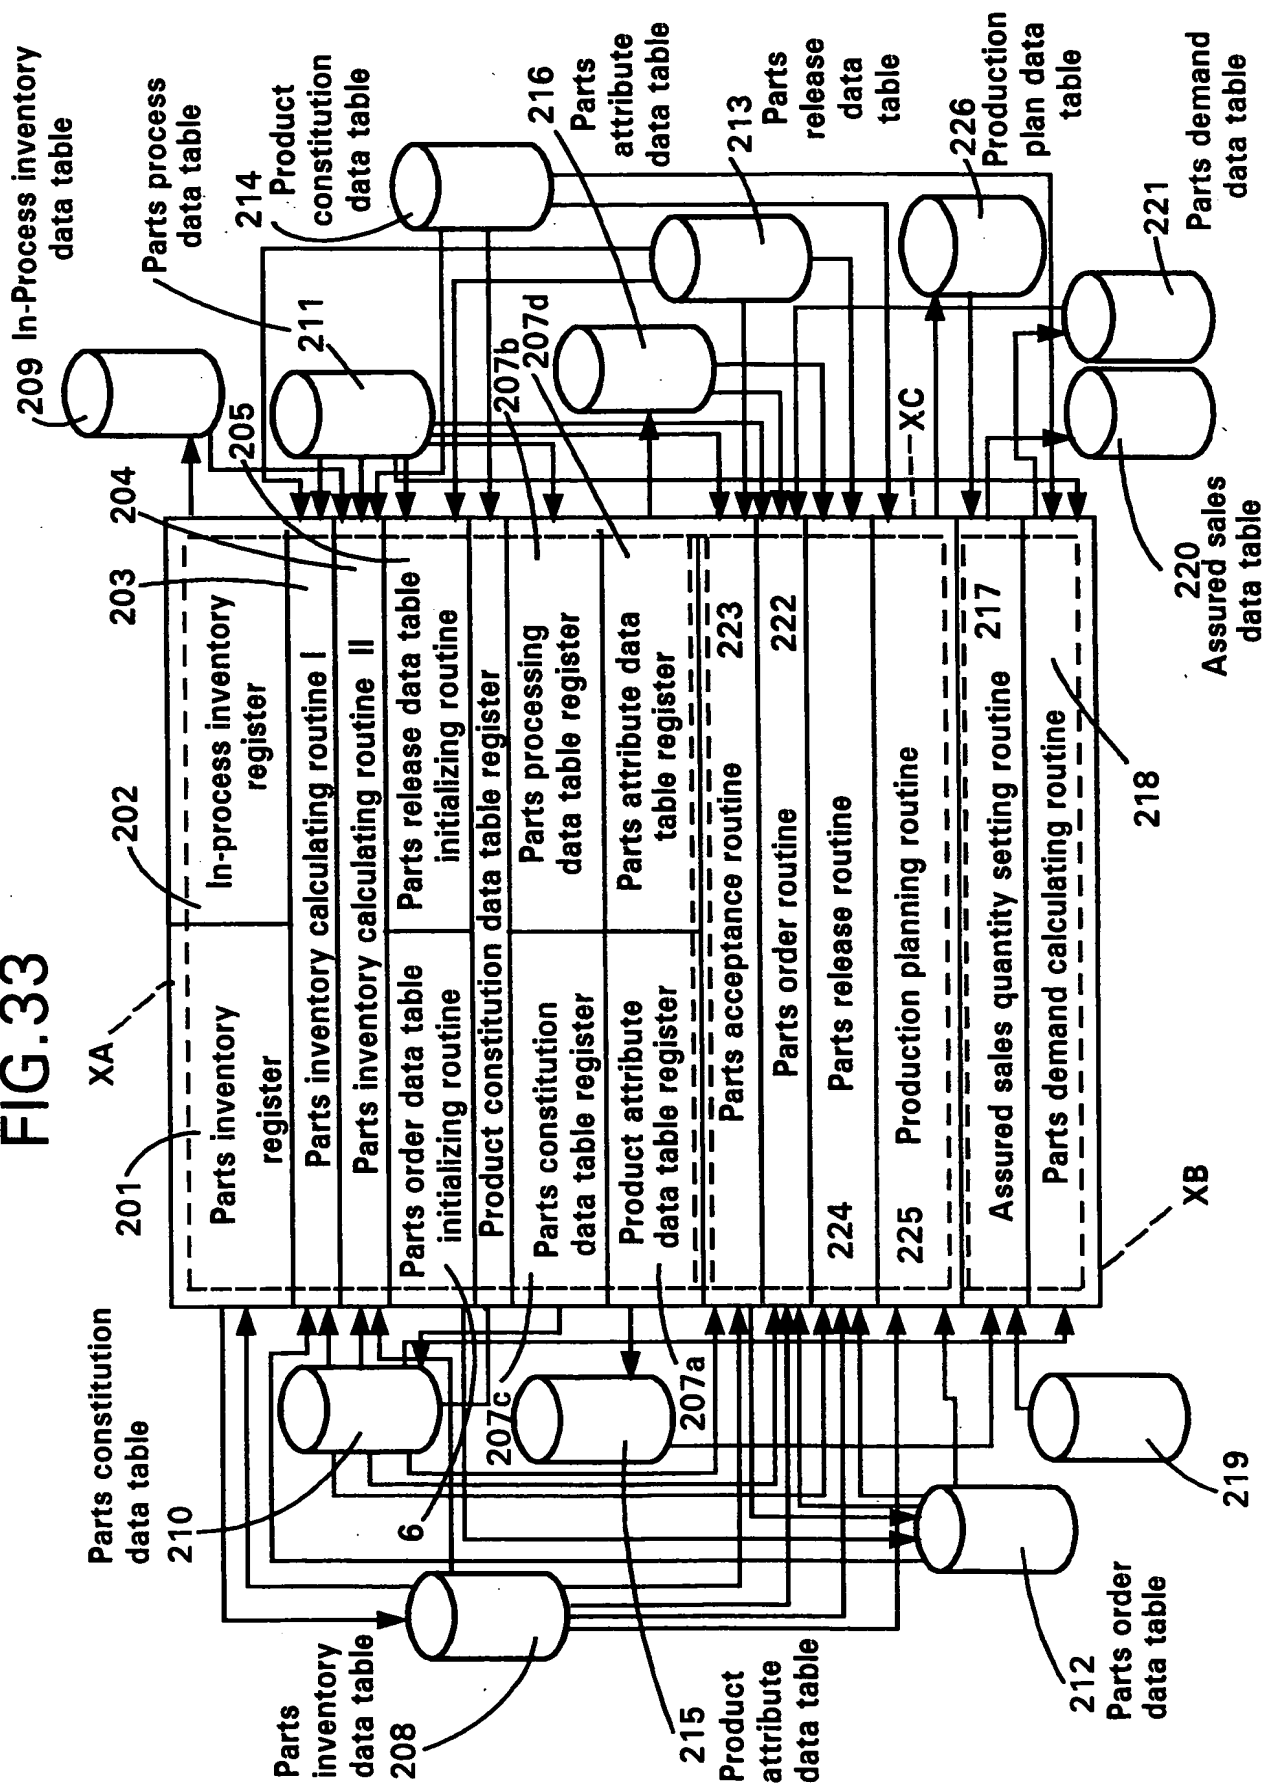 FIG.33
XA
201
202
203
204
205
209 In-Process inventory
data table
Parts process
data table
211
214
Product
constitution
data table
207b
207d
216
Parts
attribute
data table
213
Parts
release
data
table
XC
226
Production
plan data
table
221
Parts demand
data table
220
Assured sales
data table
218
Parts inventory
register
In-process inventory
register
Parts inventory calculating routine I
Parts inventory calculating routine II
Parts order data table
initializing routine
Parts release data table
initializing routine
Product constitution data table register
Parts constitution
data table register
Parts processing
data table register
Product attribute
data table register
Parts attribute data
table register
Parts acceptance routine
223
Parts order routine
222
224
Parts release routine
225
Production planning routine
Assured sales quantity setting routine
217
Parts demand calculating routine
XB
Parts constitution
data table
210
6
207c
207a
Parts
inventory
data table
208
215
Product
attribute
data table
212
Parts order
data table
219